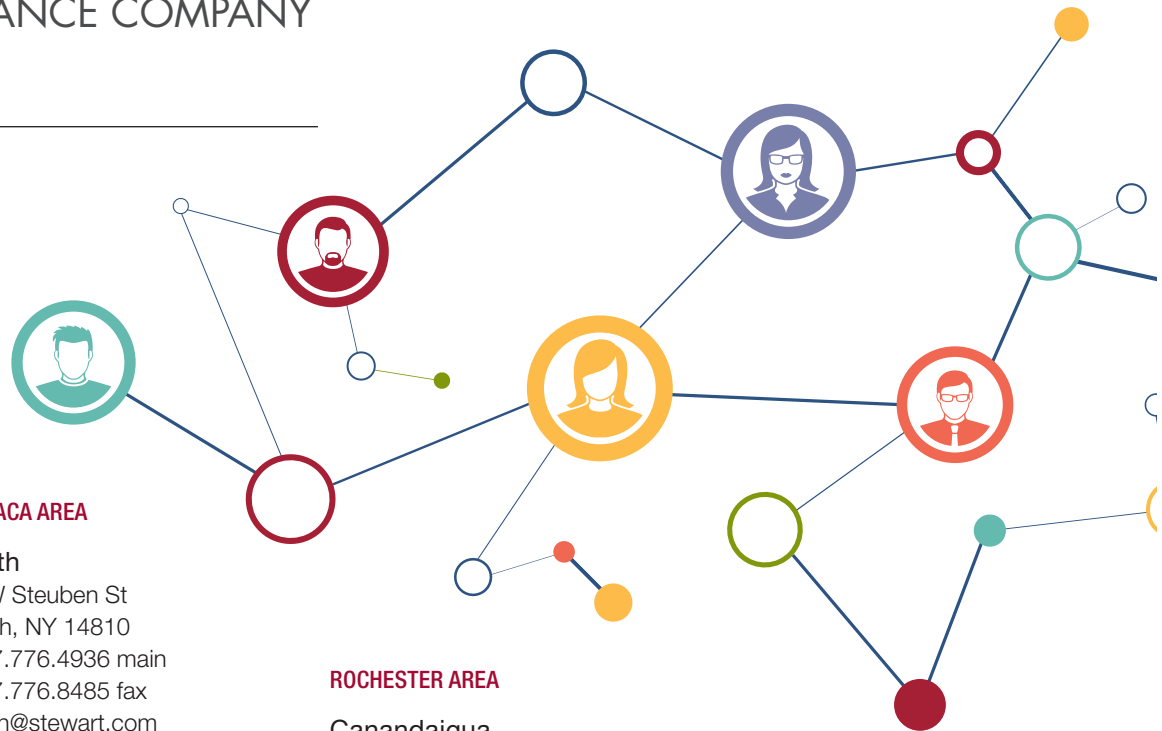 ANCE COMPANY
ACA AREA
th
Steuben St
h, NY 14810
7.776.4936 main
7.776.8485 fax
n@stewart.com
ROCHESTER AREA
Canandaigua